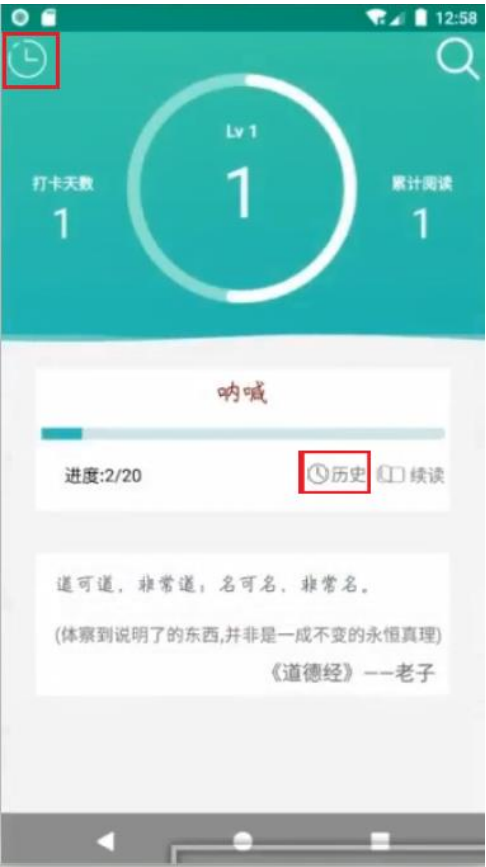 12:58
Lv 1
1
打卡天数
1
累计阅读
1
呐喊
进度:2/20
历史
续读
道可道，非常道；名可名，非常名。
(体察到说明了的东西,并非是一成不变的永恒真理)
《道德经》——老子